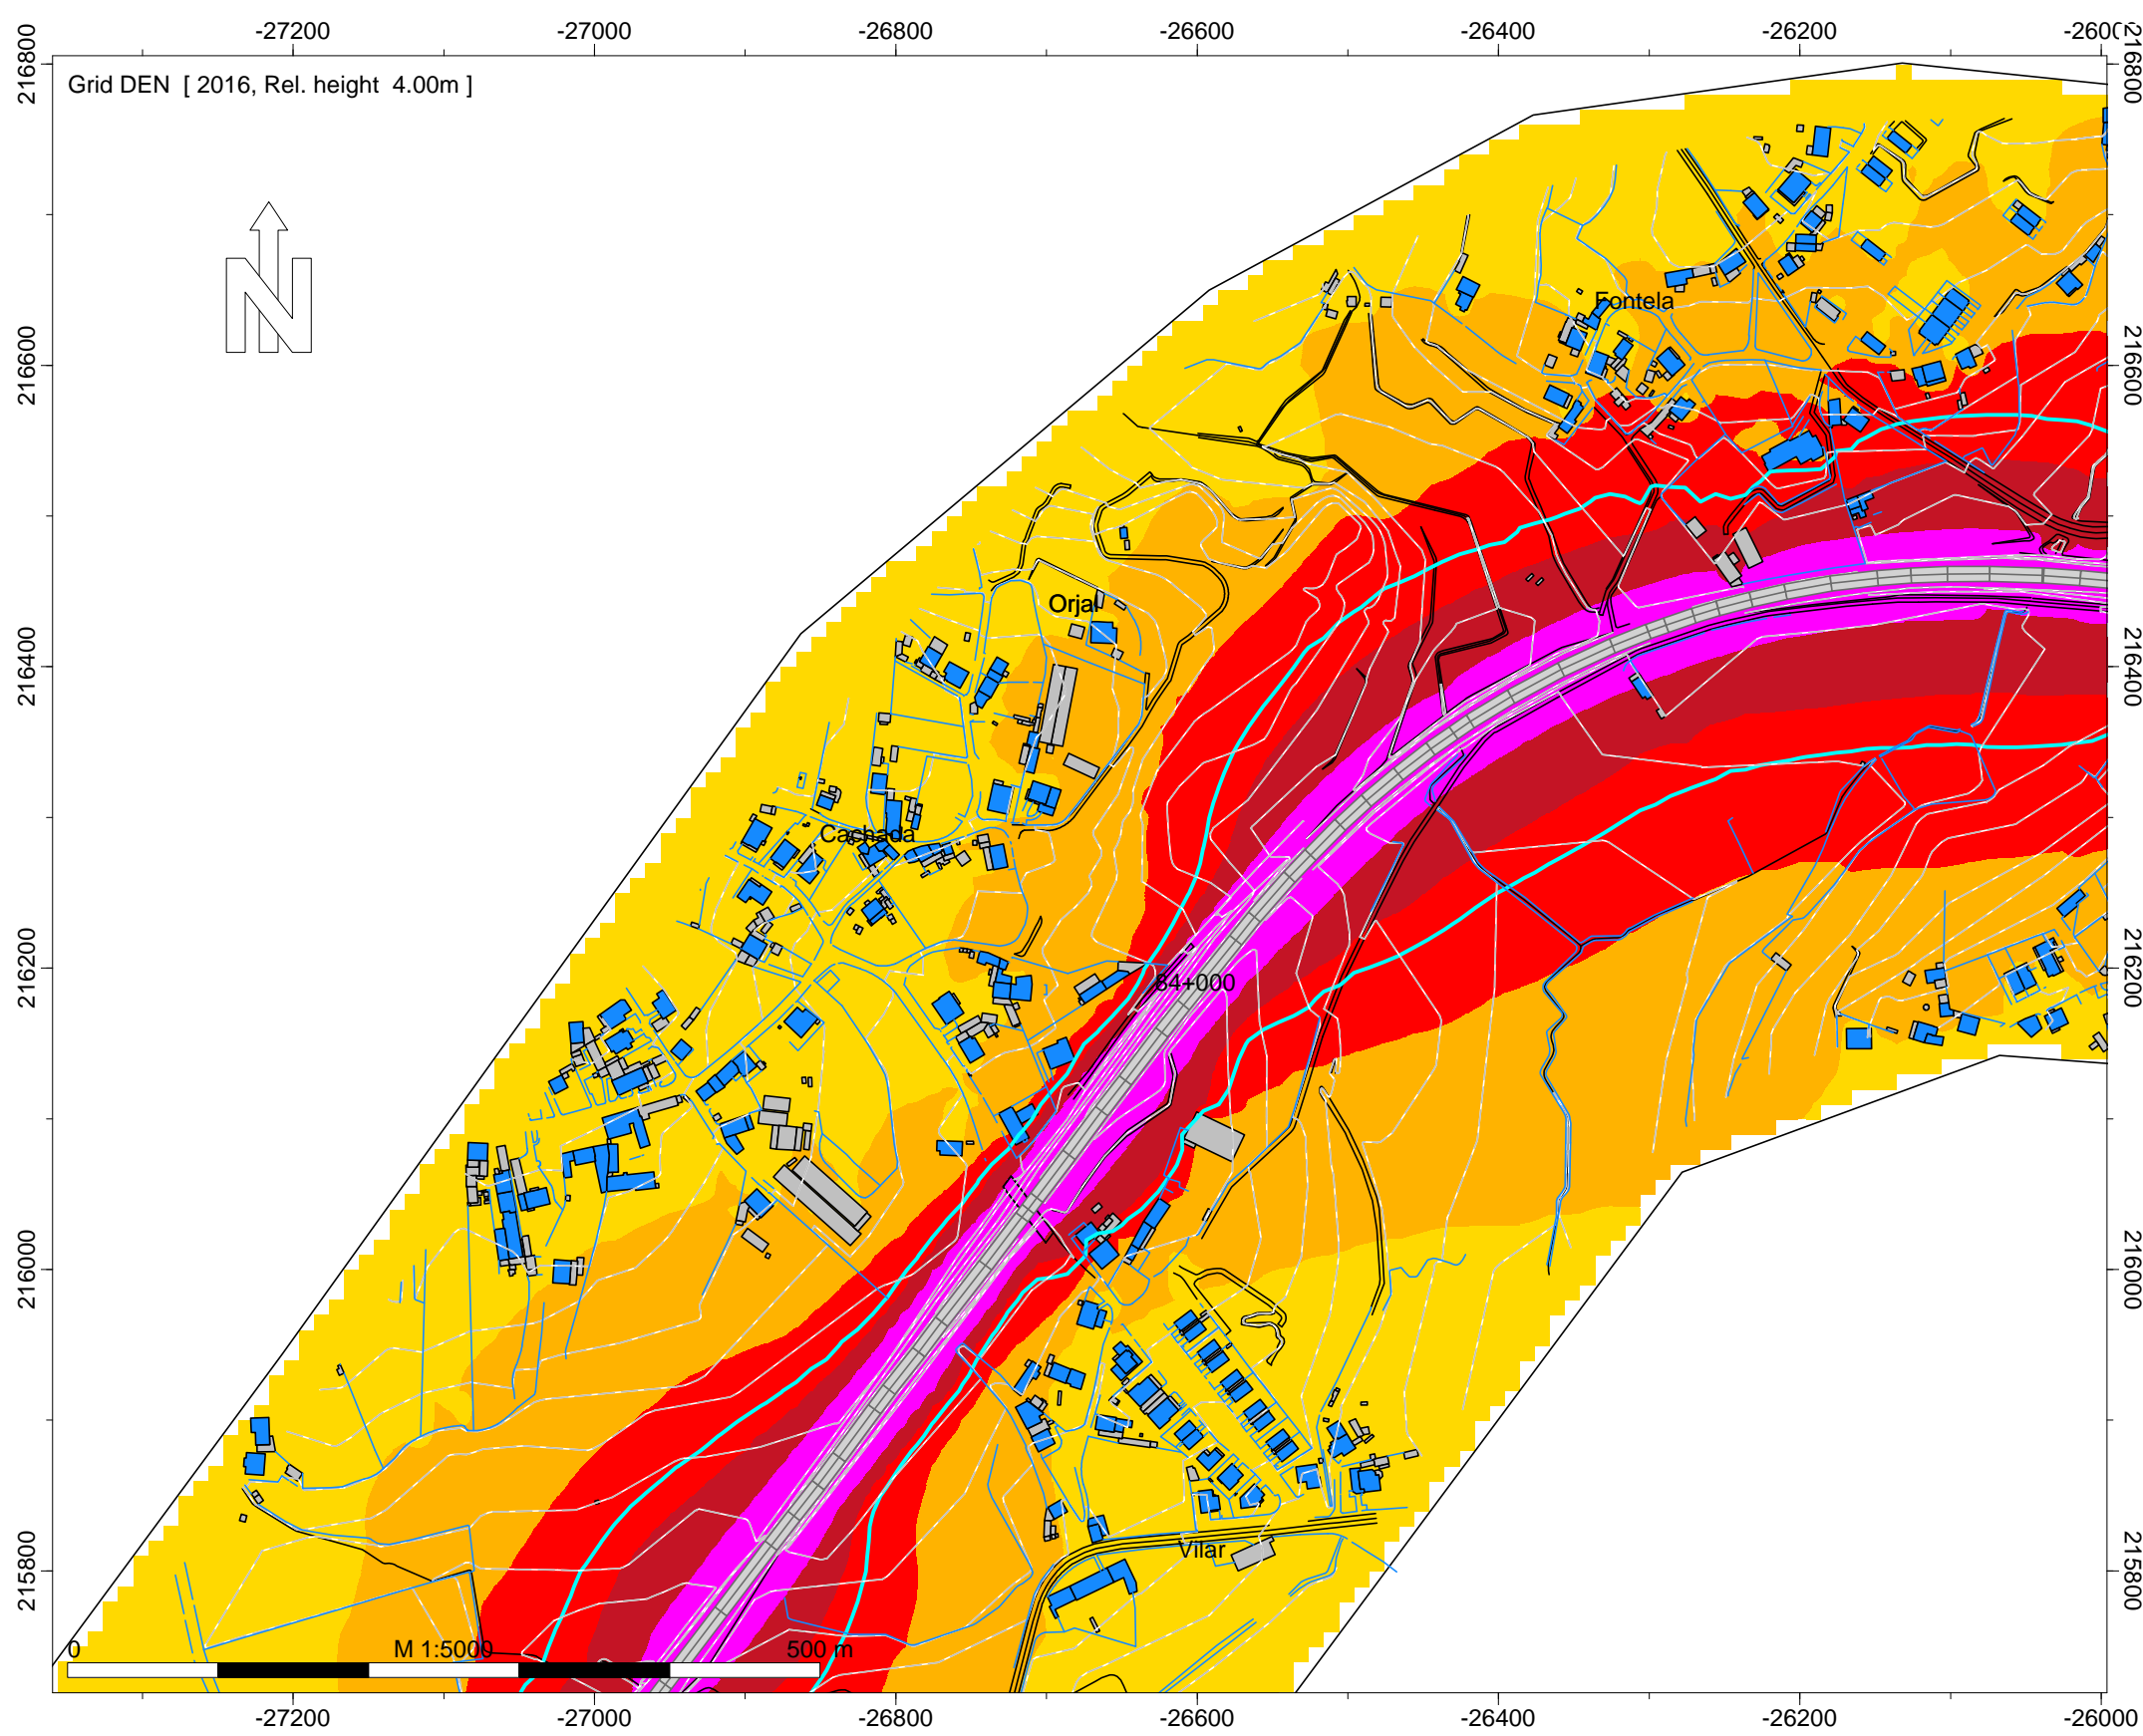 -27200 -27000 -26800 -26600 -26400 -26200 -2600
216800 216800
Grid DEN [ 2016, Rel. height 4.00m ]
N
Fontela
216600 216600
Orjal
216400 216400
Cachada
216200 216200
84+000
216000 216000
Vilar
215800 215800
0 M 1:5000 500 m
-27200 -27000 -26800 -26600 -26400 -26200 -26000